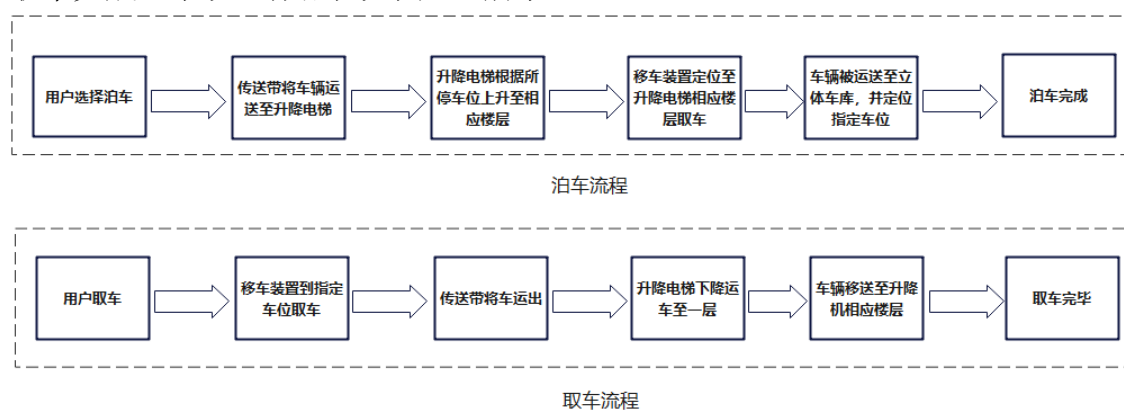 用户选择泊车
传送带将车辆运
送至升降电梯
升降电梯根据所
停车位上升至相
应楼层
移车装置定位至
升降电梯相应楼
层取车
车辆被运送至立
体车库，并定位
指定车位
泊车完成
泊车流程
用户取车
移车装置到指定
车位取车
传送带将车运出
升降电梯下降运
车至一层
车辆移送至升降
机相应楼层
取车完毕
取车流程